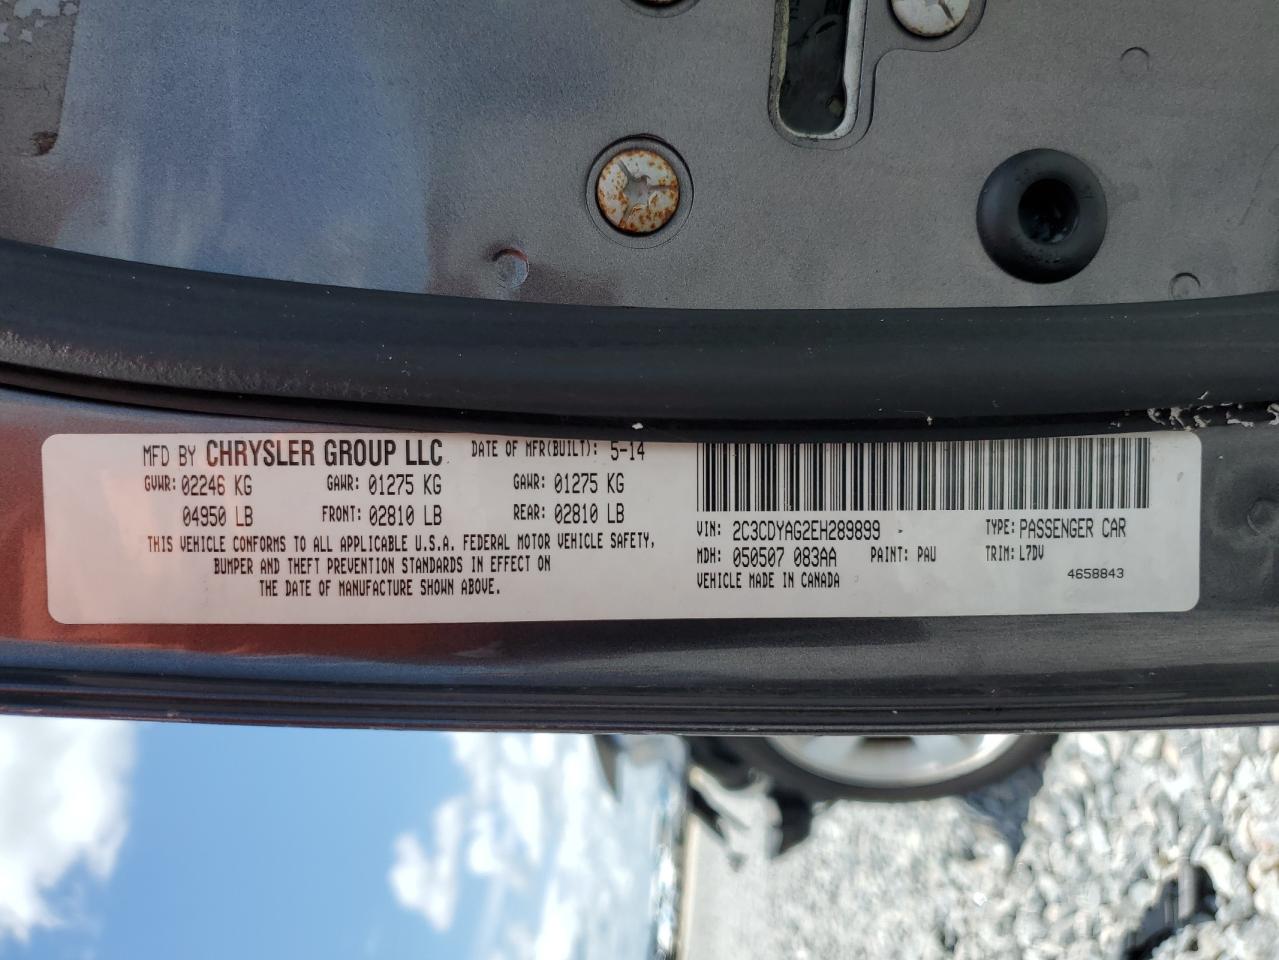 MFD BY CHRYSLER GROUP LLC DATE OF MFR(BUILT): 5-14
GVWR: 02246 KG GAWR: 01275 KG GAWR: 01275 KG
04950 LB FRONT: 02810 LB REAR: 02810 LB
THIS VEHICLE CONFORMS TO ALL APPLICABLE U.S.A. FEDERAL MOTOR VEHICLE SAFETY,
BUMPER AND THEFT PREVENTION STANDARDS IN EFFECT ON
THE DATE OF MANUFACTURE SHOWN ABOVE.
VIN: 2C3CDYAG2EH289899 TYPE: PASSENGER CAR
MDH: 050507 083AA PAINT: PAU TRIM: L7DV
VEHICLE MADE IN CANADA 4658843